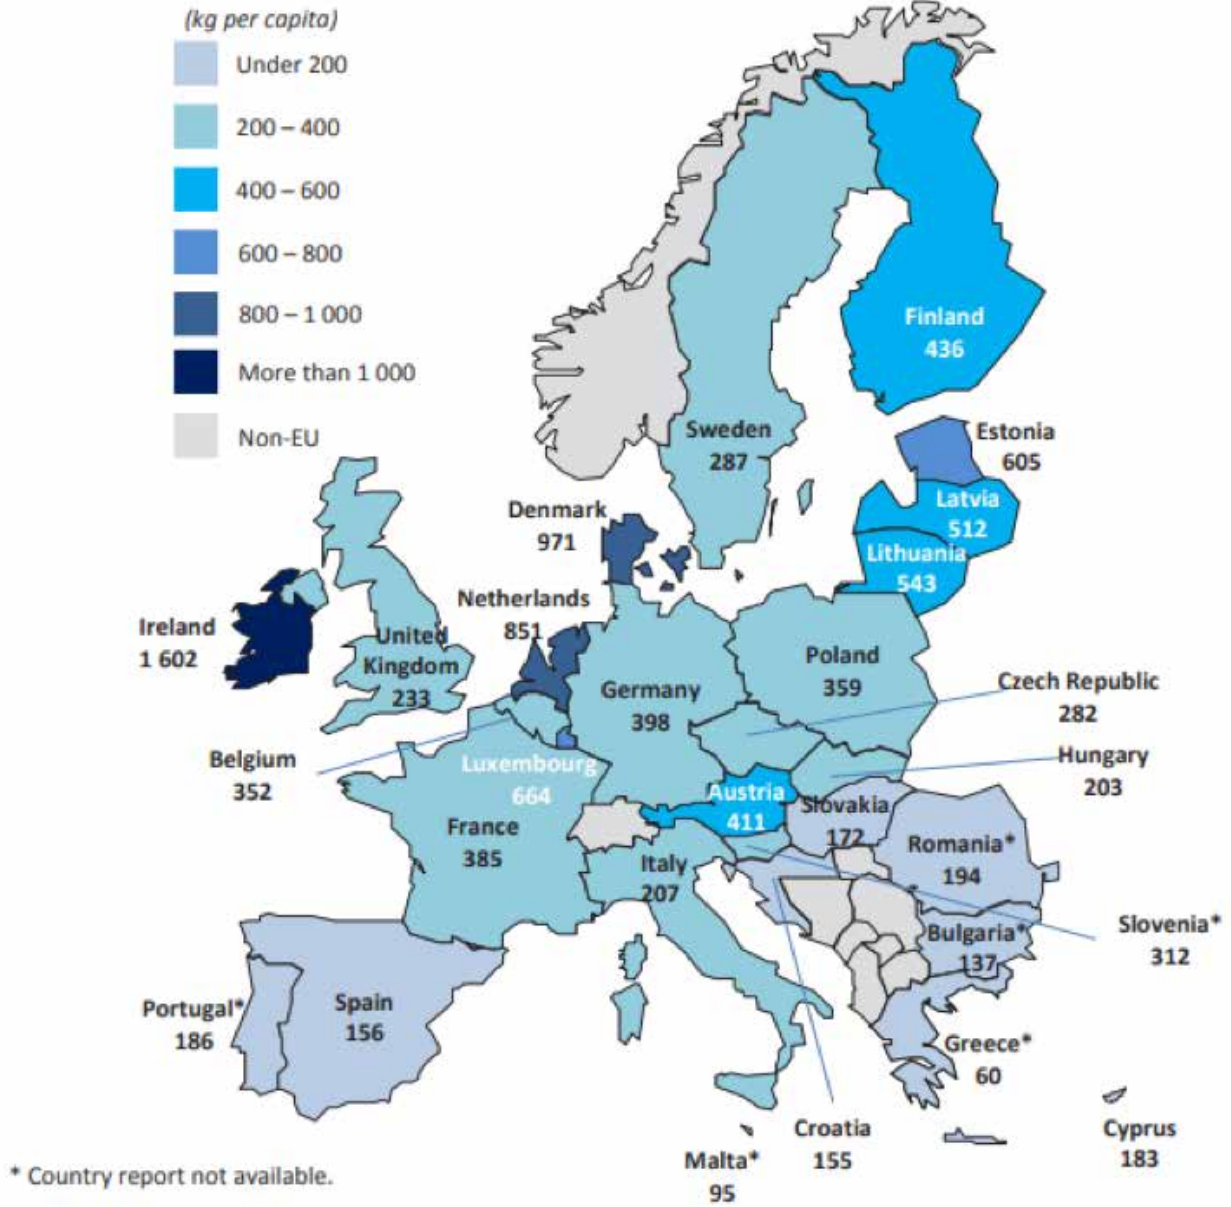 (kg per capita)
Under 200
200 – 400
400 – 600
600 – 800
800 – 1 000
More than 1 000
Non-EU
Finland
436
Sweden
287
Estonia
605
Latvia
512
Lithuania
543
Denmark
971
Netherlands
851
Ireland
1 602
United
Kingdom
233
Poland
359
Germany
398
Czech Republic
282
Belgium
352
Luxembourg
664
Hungary
203
Austria
411
Slovakia
172
France
385
Romania*
194
Italy
207
Slovenia*
312
Bulgaria*
137
Portugal*
186
Spain
156
Greece*
60
Croatia
155
Cyprus
183
Malta*
95
* Country report not available.